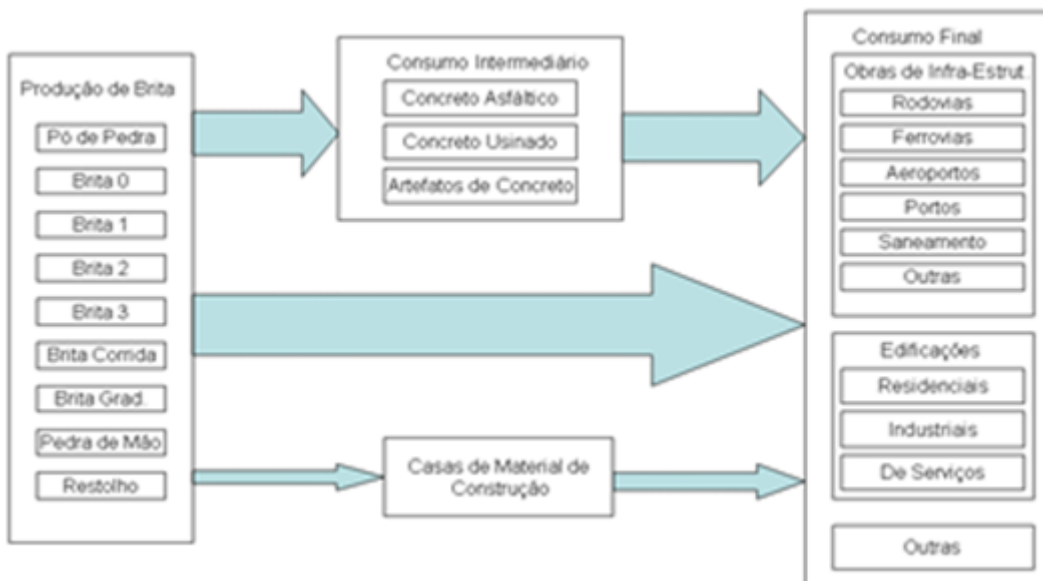 Produção de Brita
Pó de Pedra
Brita 0
Brita 1
Brita 2
Brita 3
Brita Corrida
Brita Grad.
Pedra de Mão
Restolho
Consumo Intermediário
Concreto Asfáltico
Concreto Usinado
Artefatos de Concreto
Casas de Material de
Construção
Consumo Final
Obras de Infra-Estrut.
Rodovias
Ferrovias
Aeroportos
Portos
Saneamento
Outras
Edificações
Residenciais
Industriais
De Serviços
Outras